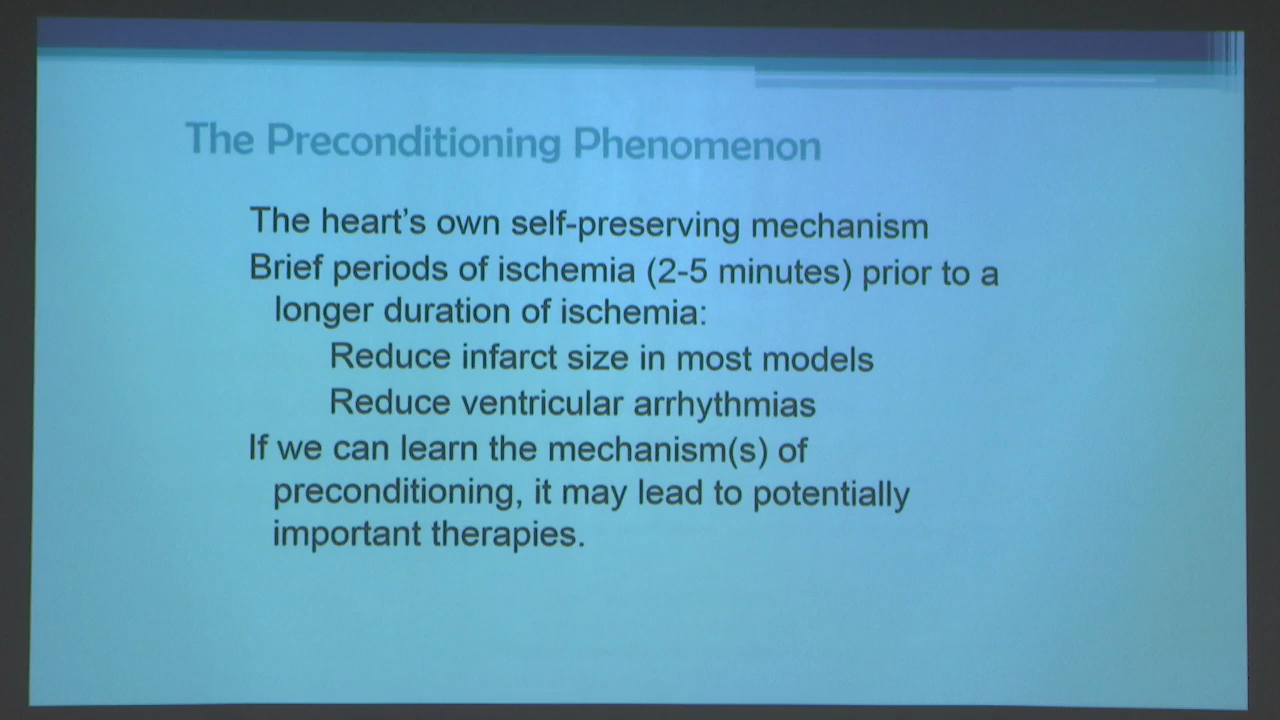 The Preconditioning Phenomenon
The heart's own self-preserving mechanism
Brief periods of ischemia (2-5 minutes) prior to a
longer duration of ischemia:
Reduce infarct size in most models
Reduce ventricular arrhythmias
If we can learn the mechanism(s) of
preconditioning, it may lead to potentially
important therapies.